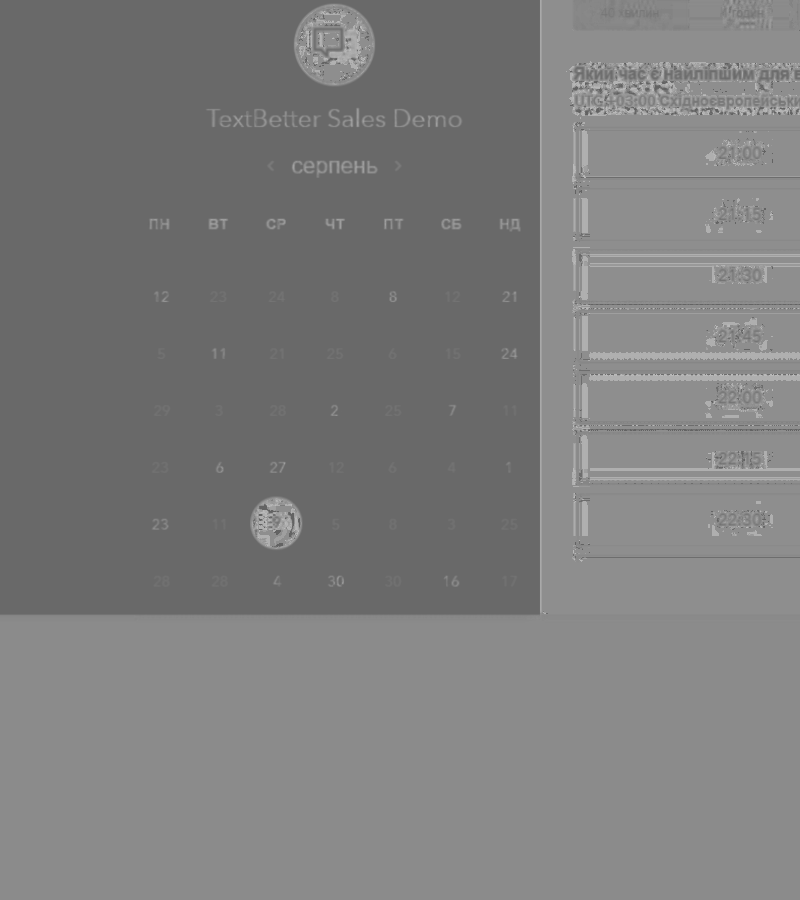 40 хвилин 4 годин
Який час є найліпшим для в
UTC +03:00 Східноєвропейськи
TextBetter Sales Demo
серпень
ПН ВТ СР ЧТ ПТ СБ НД
12 23 24 8 8 12 21
5 11 21 25 6 15 24
29 3 28 2 25 7 11
23 6 27 12 6 4 1
23 11 5 8 3 25
28 28 4 30 30 16 17
21:00
21:15
21:30
21:45
22:00
22:15
22:30